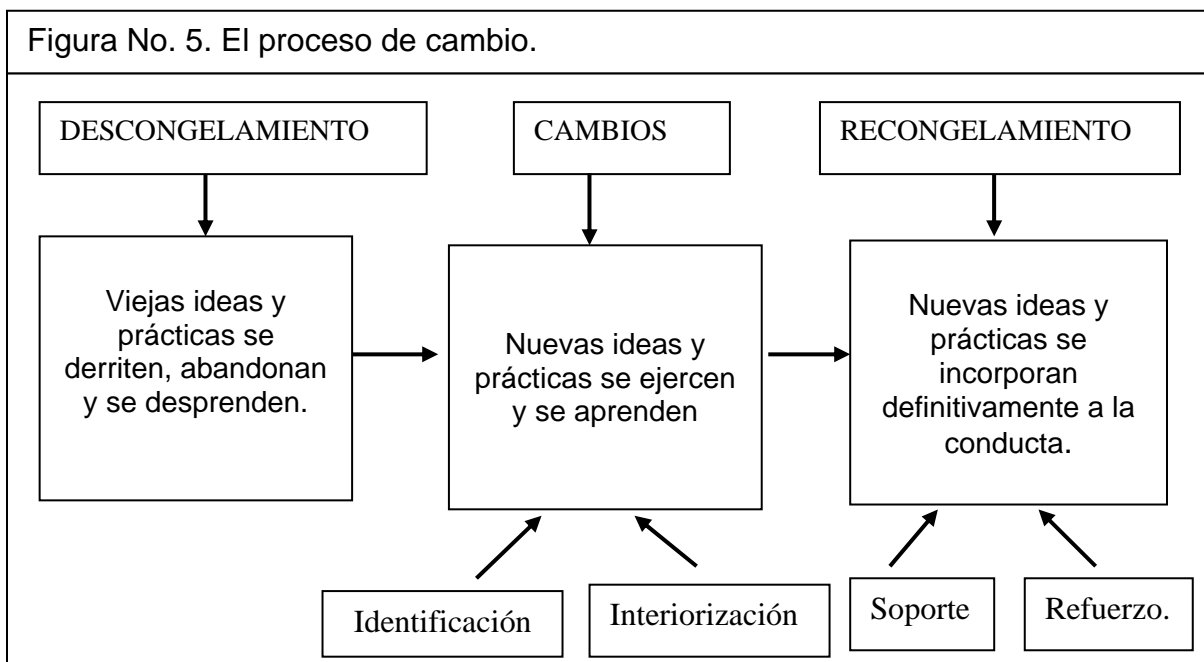 Figura No. 5. El proceso de cambio.
DESCONGELAMIENTO
CAMBIOS
RECONGELAMIENTO
Viejas ideas y
prácticas se
derriten, abandonan
y se desprenden.
Nuevas ideas y
prácticas se ejercen
y se aprenden
Nuevas ideas y
prácticas se
incorporan
definitivamente a la
conducta.
Identificación
Interiorización
Soporte
Refuerzo.